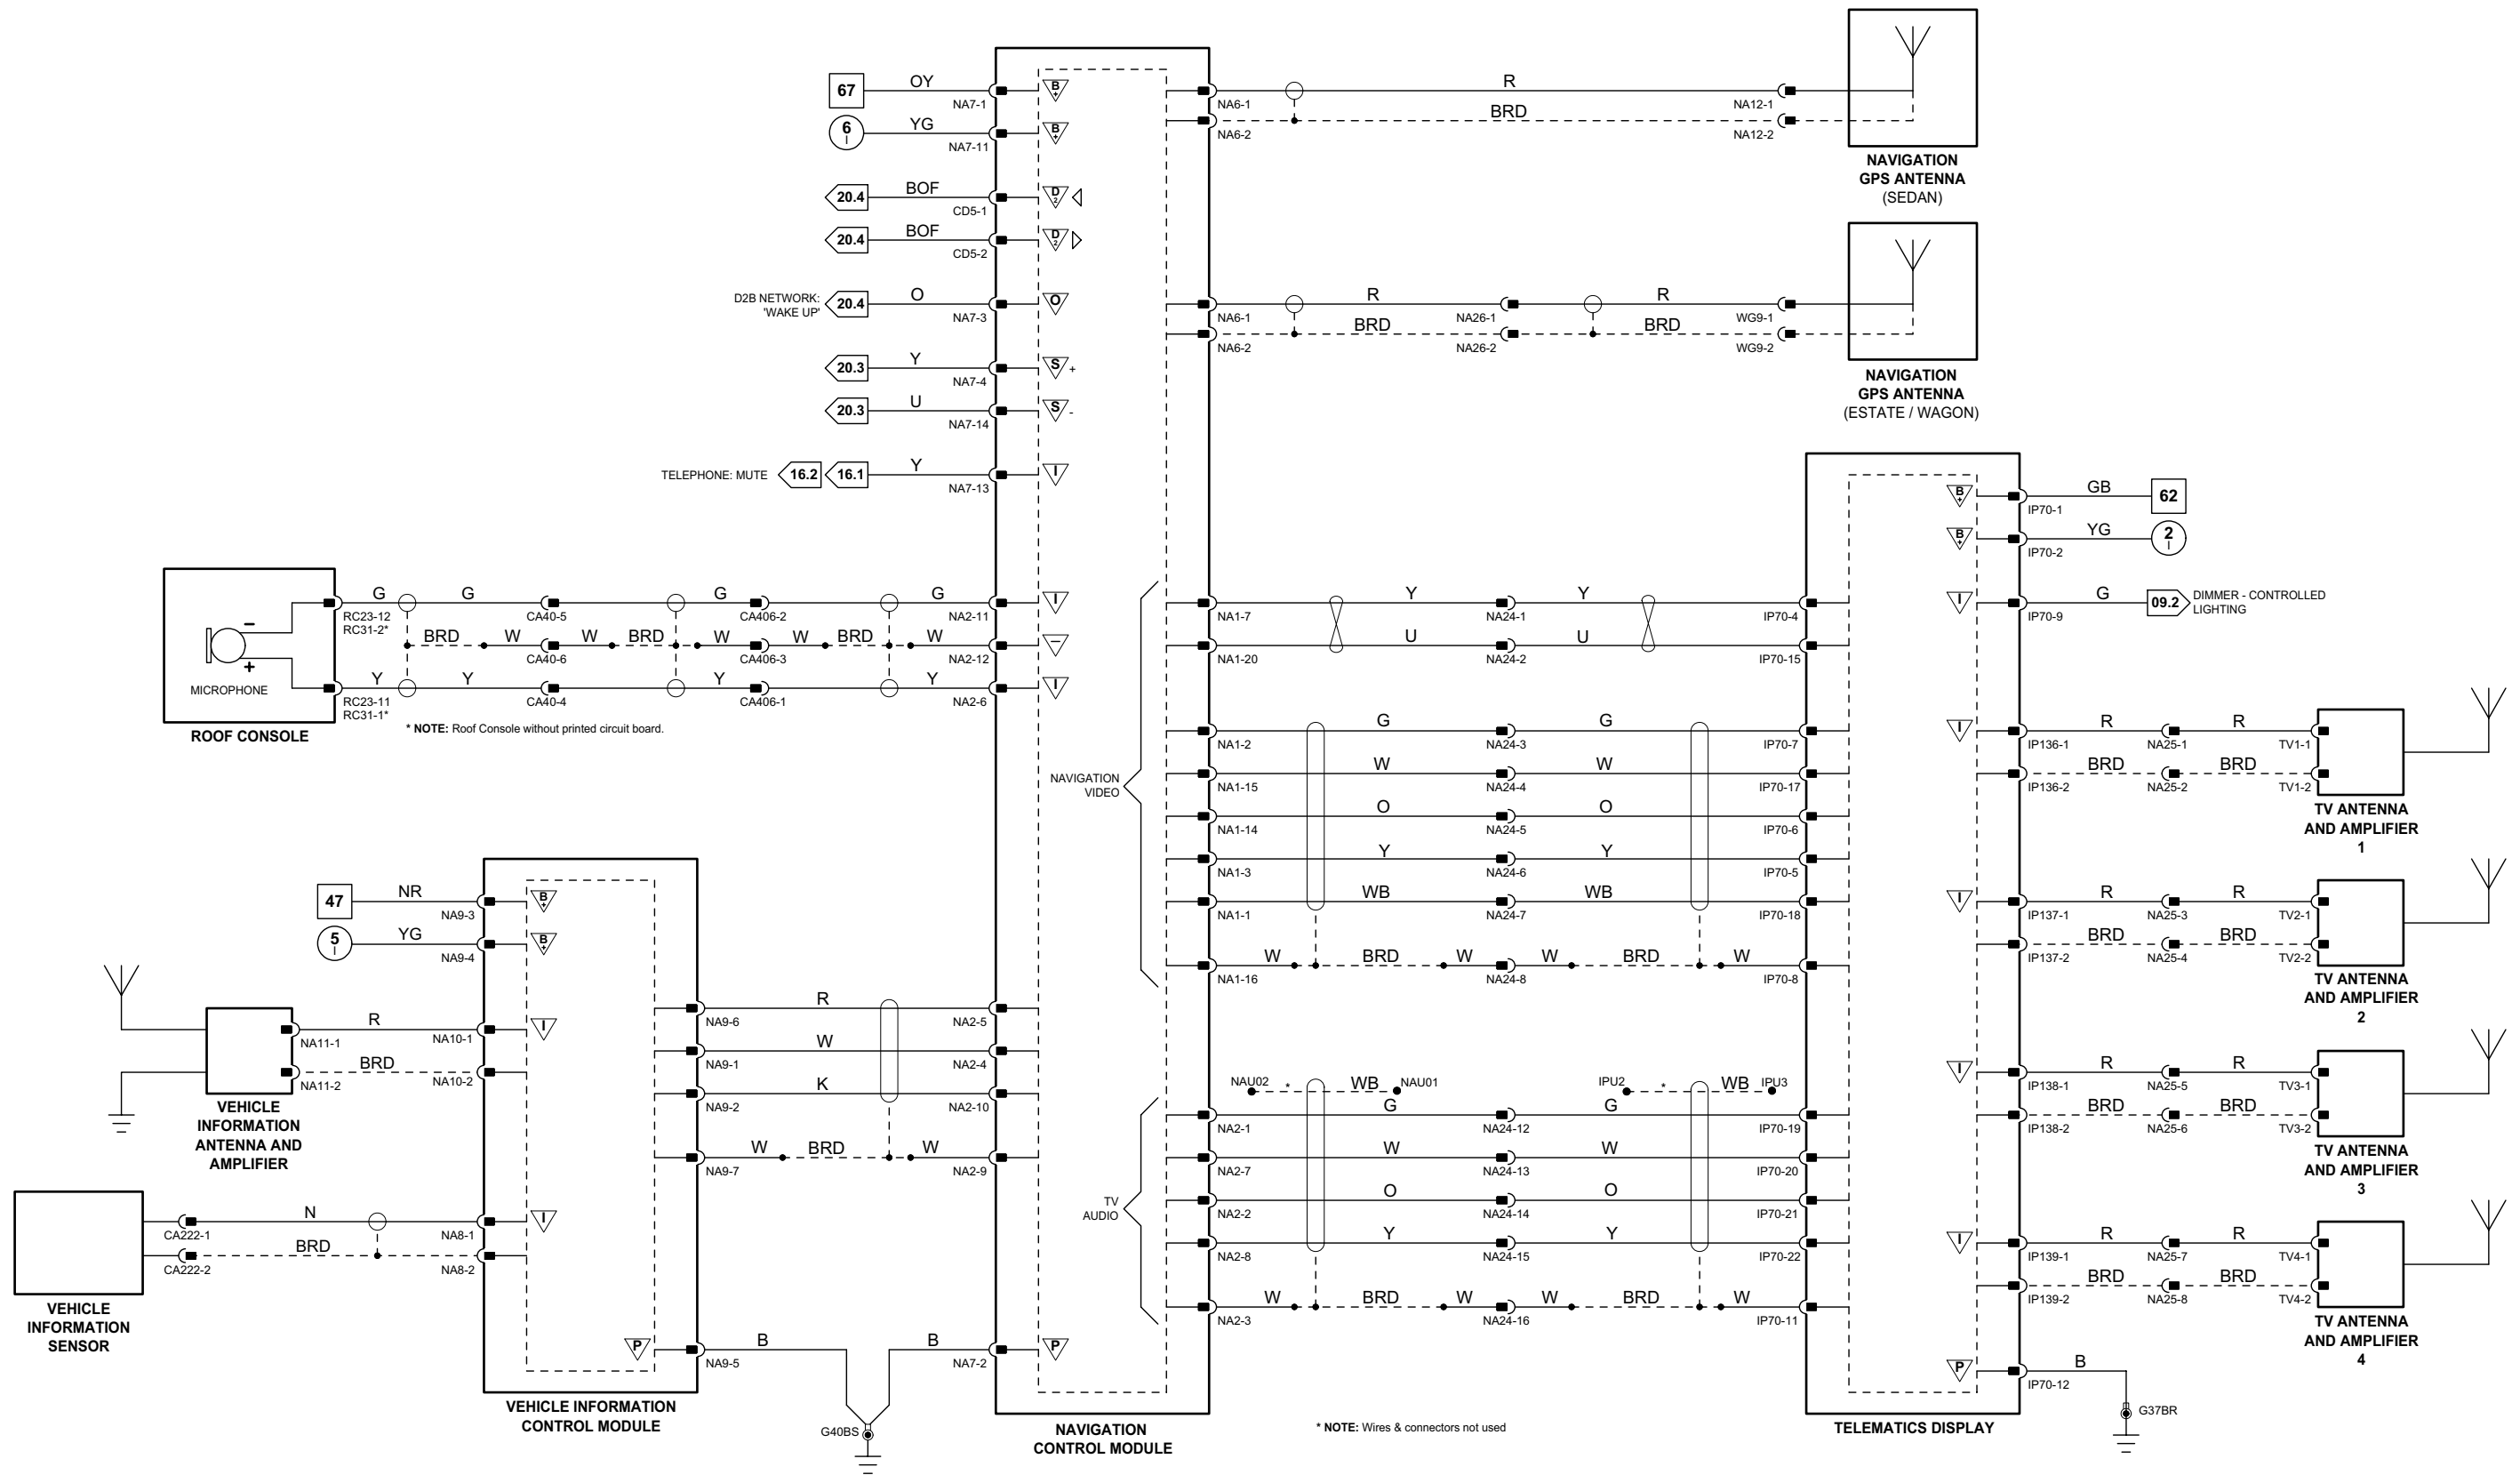 67
OY
NA7-1
B+
6
I
YG
NA7-11
B+
20.4
BOF
CD5-1
D2
20.4
BOF
CD5-2
D2
D2B NETWORK:
'WAKE UP'
20.4
O
NA7-3
O
20.3
Y
NA7-4
S +
20.3
U
NA7-14
S -
TELEPHONE: MUTE
16.2
16.1
Y
NA7-13
I
NA6-1
R
NA12-1
NA6-2
BRD
NA12-2
NAVIGATION
GPS ANTENNA
(SEDAN)
NA6-1
R
NA26-1
R
WG9-1
NA6-2
BRD
NA26-2
BRD
WG9-2
NAVIGATION
GPS ANTENNA
(ESTATE / WAGON)
B+
IP70-1
GB
62
B+
IP70-2
YG
2
I
I
IP70-9
G
09.2
DIMMER - CONTROLLED
LIGHTING
MICROPHONE
−
+
ROOF CONSOLE
RC23-12
RC31-2*
G
G
CA40-5
G
CA406-2
G
NA2-11
I
BRD
W
CA40-6
W
BRD
W
CA406-3
W
BRD
W
NA2-12
−
RC23-11
RC31-1*
Y
Y
CA40-4
Y
CA406-1
Y
NA2-6
I
* NOTE: Roof Console without printed circuit board.
NAVIGATION
VIDEO
NA1-7
Y
NA24-1
Y
IP70-4
NA1-20
U
NA24-2
U
IP70-15
NA1-2
G
NA24-3
G
IP70-7
NA1-15
W
NA24-4
W
IP70-17
NA1-14
O
NA24-5
O
IP70-6
NA1-3
Y
NA24-6
Y
IP70-5
NA1-1
WB
NA24-7
WB
IP70-18
NA1-16
W
BRD
W
NA24-8
W
BRD
W
IP70-8
I
IP136-1
R
NA25-1
R
TV1-1
IP136-2
BRD
NA25-2
BRD
TV1-2
TV ANTENNA
AND AMPLIFIER
1
I
IP137-1
R
NA25-3
R
TV2-1
IP137-2
BRD
NA25-4
BRD
TV2-2
TV ANTENNA
AND AMPLIFIER
2
I
IP138-1
R
NA25-5
R
TV3-1
IP138-2
BRD
NA25-6
BRD
TV3-2
TV ANTENNA
AND AMPLIFIER
3
I
IP139-1
R
NA25-7
R
TV4-1
IP139-2
BRD
NA25-8
BRD
TV4-2
TV ANTENNA
AND AMPLIFIER
4
47
NR
NA9-3
B+
5
I
YG
NA9-4
B+
NA11-1
R
NA10-1
I
NA11-2
BRD
NA10-2
VEHICLE
INFORMATION
ANTENNA AND
AMPLIFIER
CA222-1
N
NA8-1
I
CA222-2
BRD
NA8-2
VEHICLE
INFORMATION
SENSOR
NA9-6
R
NA2-5
NA9-1
W
NA2-4
NA9-2
K
NA2-10
NA9-7
W
BRD
W
NA2-9
P
NA9-5
B
B
NA7-2
P
G40BS
VEHICLE INFORMATION
CONTROL MODULE
NAVIGATION
CONTROL MODULE
NAU02
*
WB
NAU01
IPU2
*
WB
IPU3
TV
AUDIO
NA2-1
G
NA24-12
G
IP70-19
NA2-7
W
NA24-13
W
IP70-20
NA2-2
O
NA24-14
O
IP70-21
NA2-8
Y
NA24-15
Y
IP70-22
NA2-3
W
BRD
W
NA24-16
W
BRD
W
IP70-11
* NOTE: Wires & connectors not used
P
IP70-12
B
G37BR
TELEMATICS DISPLAY